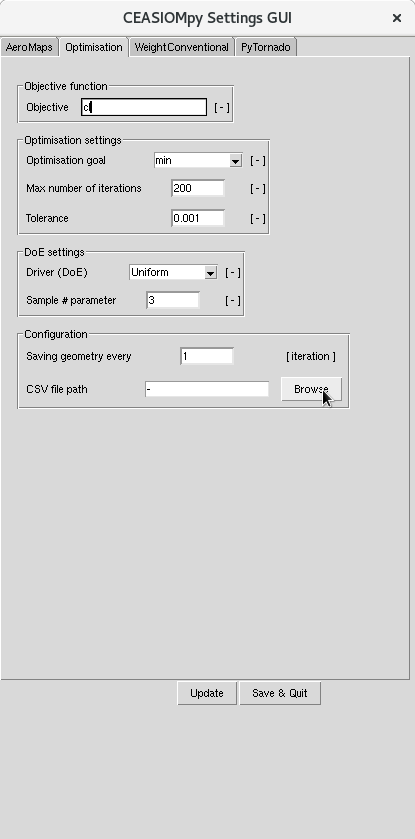 CEASIOMpy Settings GUI ×
AeroMaps Optimisation WeightConventional PyTornado
Objective function
Objective cl [-]
Optimisation settings
Optimisation goal min [-]
Max number of iterations 200 [-]
Tolerance 0.001 [-]
DoE settings
Driver (DoE) Uniform [-]
Sample # parameter 3 [-]
Configuration
Saving geometry every 1 [ iteration ]
CSV file path - Browse
Update Save & Quit